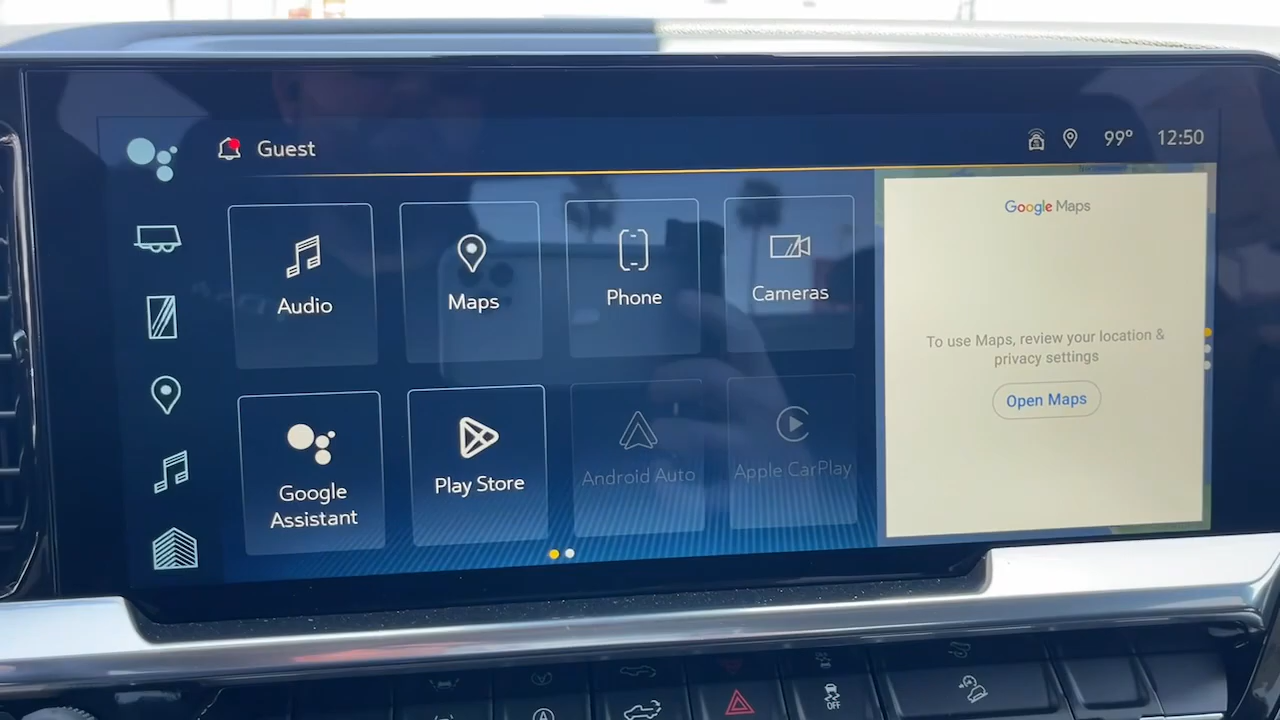 Guest
99°
12:50
Audio
Maps
Phone
Cameras
Google
Assistant
Play Store
Android Auto
Apple CarPlay
Google Maps
To use Maps, review your location &
privacy settings
Open Maps
OFF